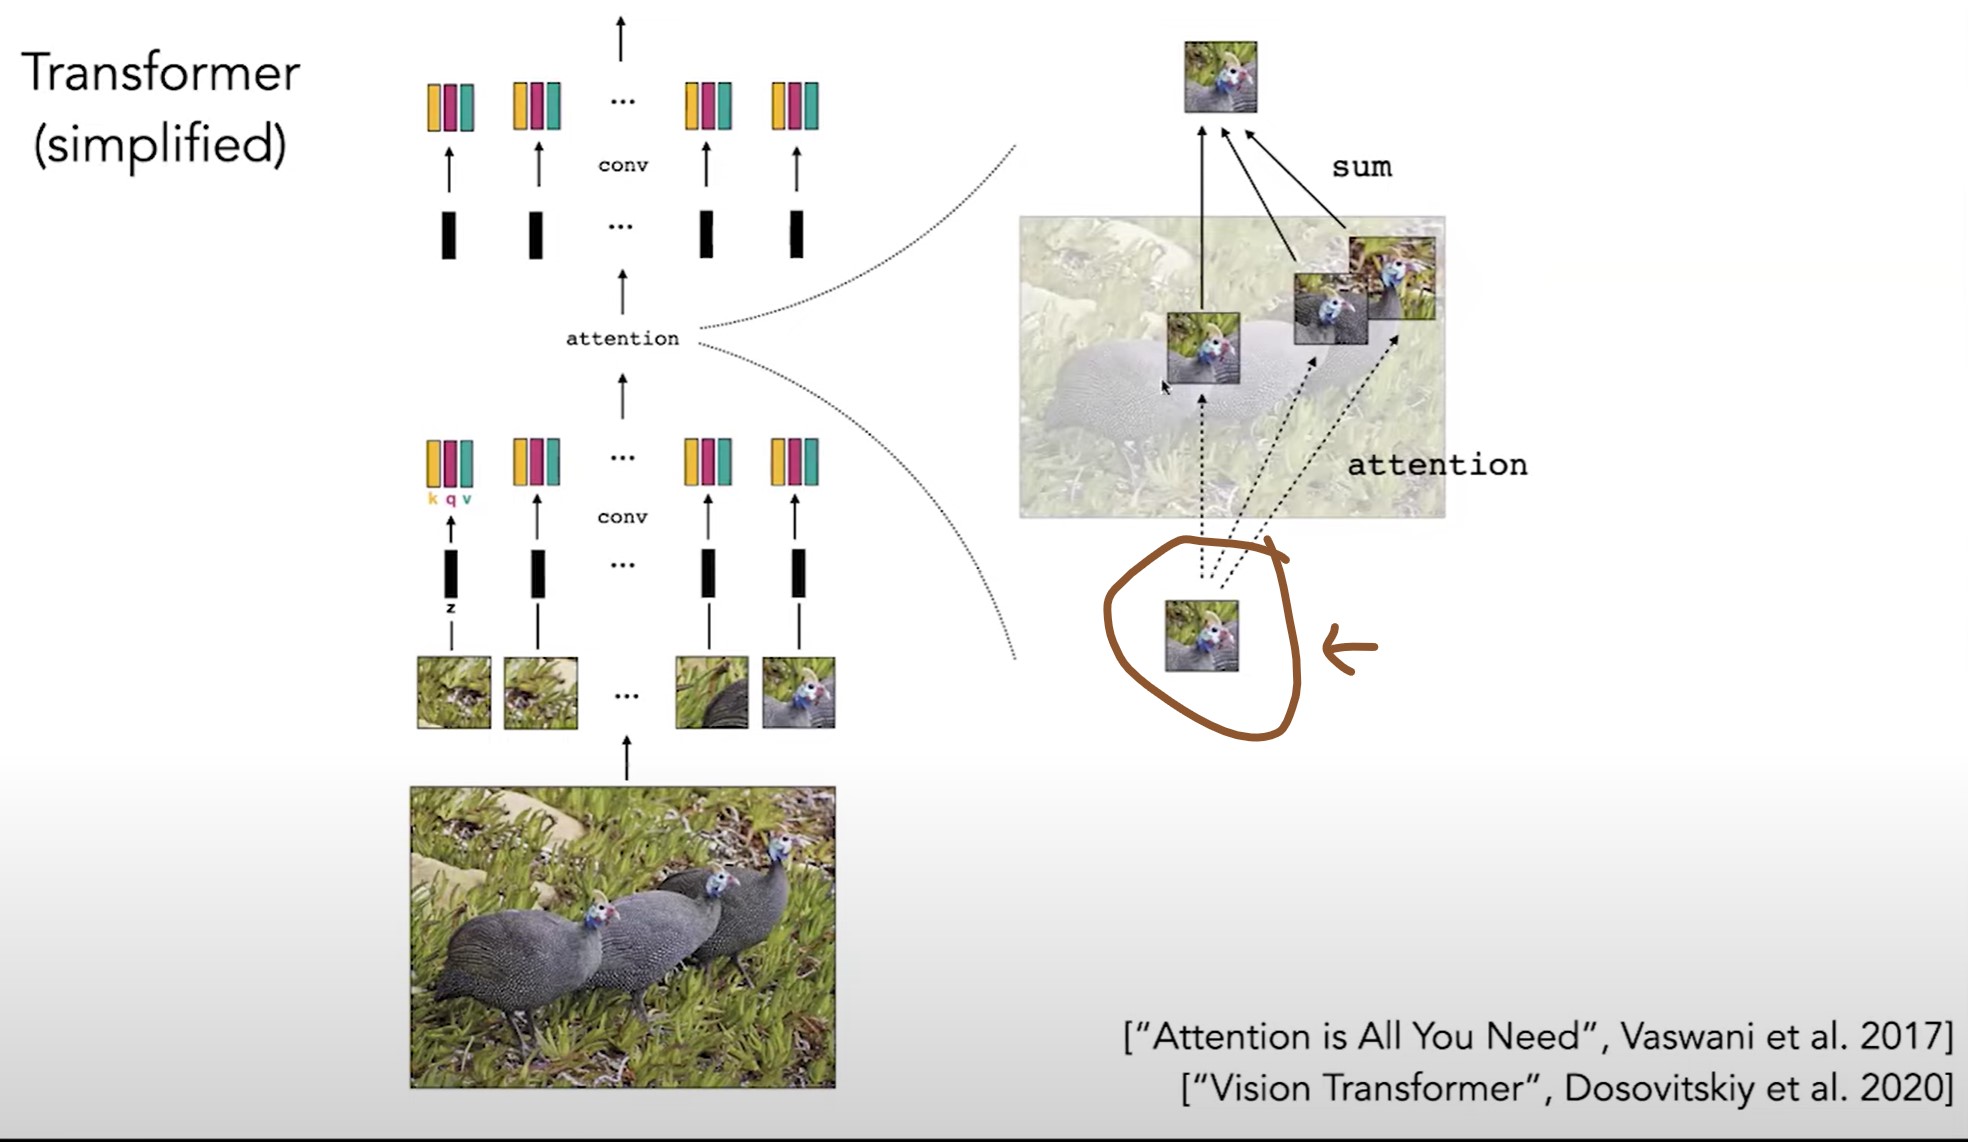 Transformer
(simplified)
...
conv
...
sum
attention
...
k q v
conv
...
z
...
attention
["Attention is All You Need", Vaswani et al. 2017]
["Vision Transformer", Dosovitskiy et al. 2020]